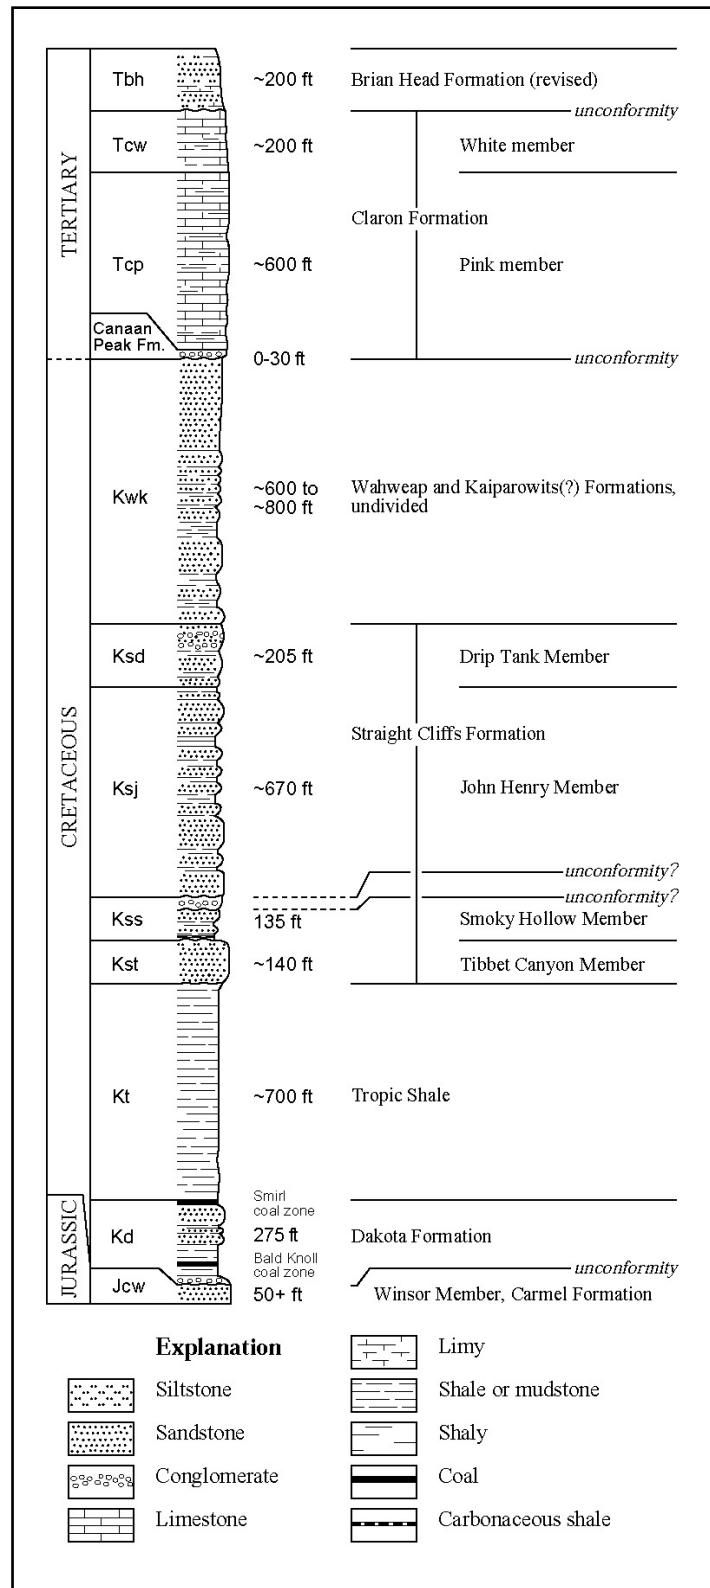 Tbh ~200 ft Brian Head Formation (revised)
unconformity
Tcw ~200 ft White member
TERTIARY
Claron Formation
Tcp ~600 ft Pink member
Canaan
Peak Fm.
0-30 ft unconformity
Kwk ~600 to
~800 ft
Wahweap and Kaiparowits(?) Formations,
undivided
Ksd ~205 ft Drip Tank Member
CRETACEOUS
Straight Cliffs Formation
Ksj ~670 ft John Henry Member
unconformity?
unconformity?
Kss 135 ft Smoky Hollow Member
Kst ~140 ft Tibbet Canyon Member
Kt ~700 ft Tropic Shale
JURASSIC
Smirl
coal zone
Kd 275 ft Dakota Formation
Bald Knoll
coal zone
unconformity
Jcw 50+ ft Winsor Member, Carmel Formation
Explanation
Siltstone
Sandstone
Conglomerate
Limestone
Limy
Shale or mudstone
Shaly
Coal
Carbonaceous shale